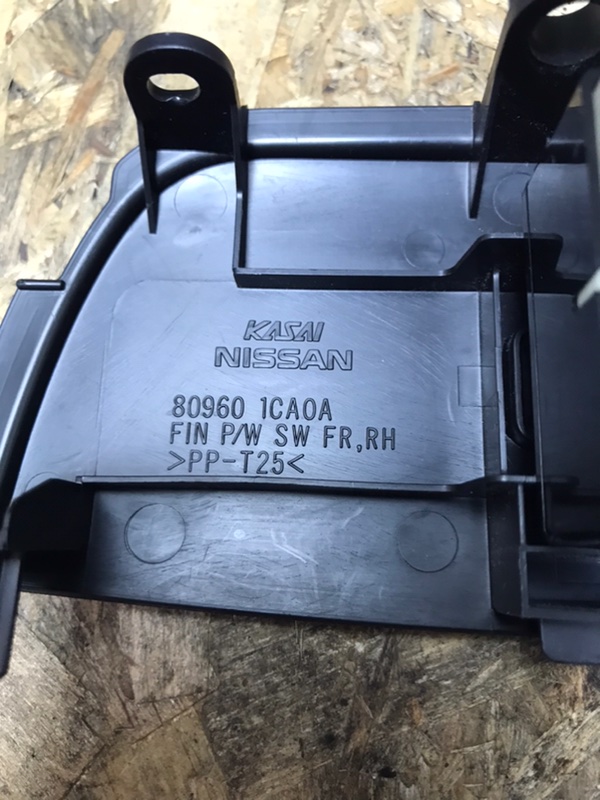 KASAI
NISSAN
80960 1CA0A
FIN P/W SW FR,RH
>PP-T25<